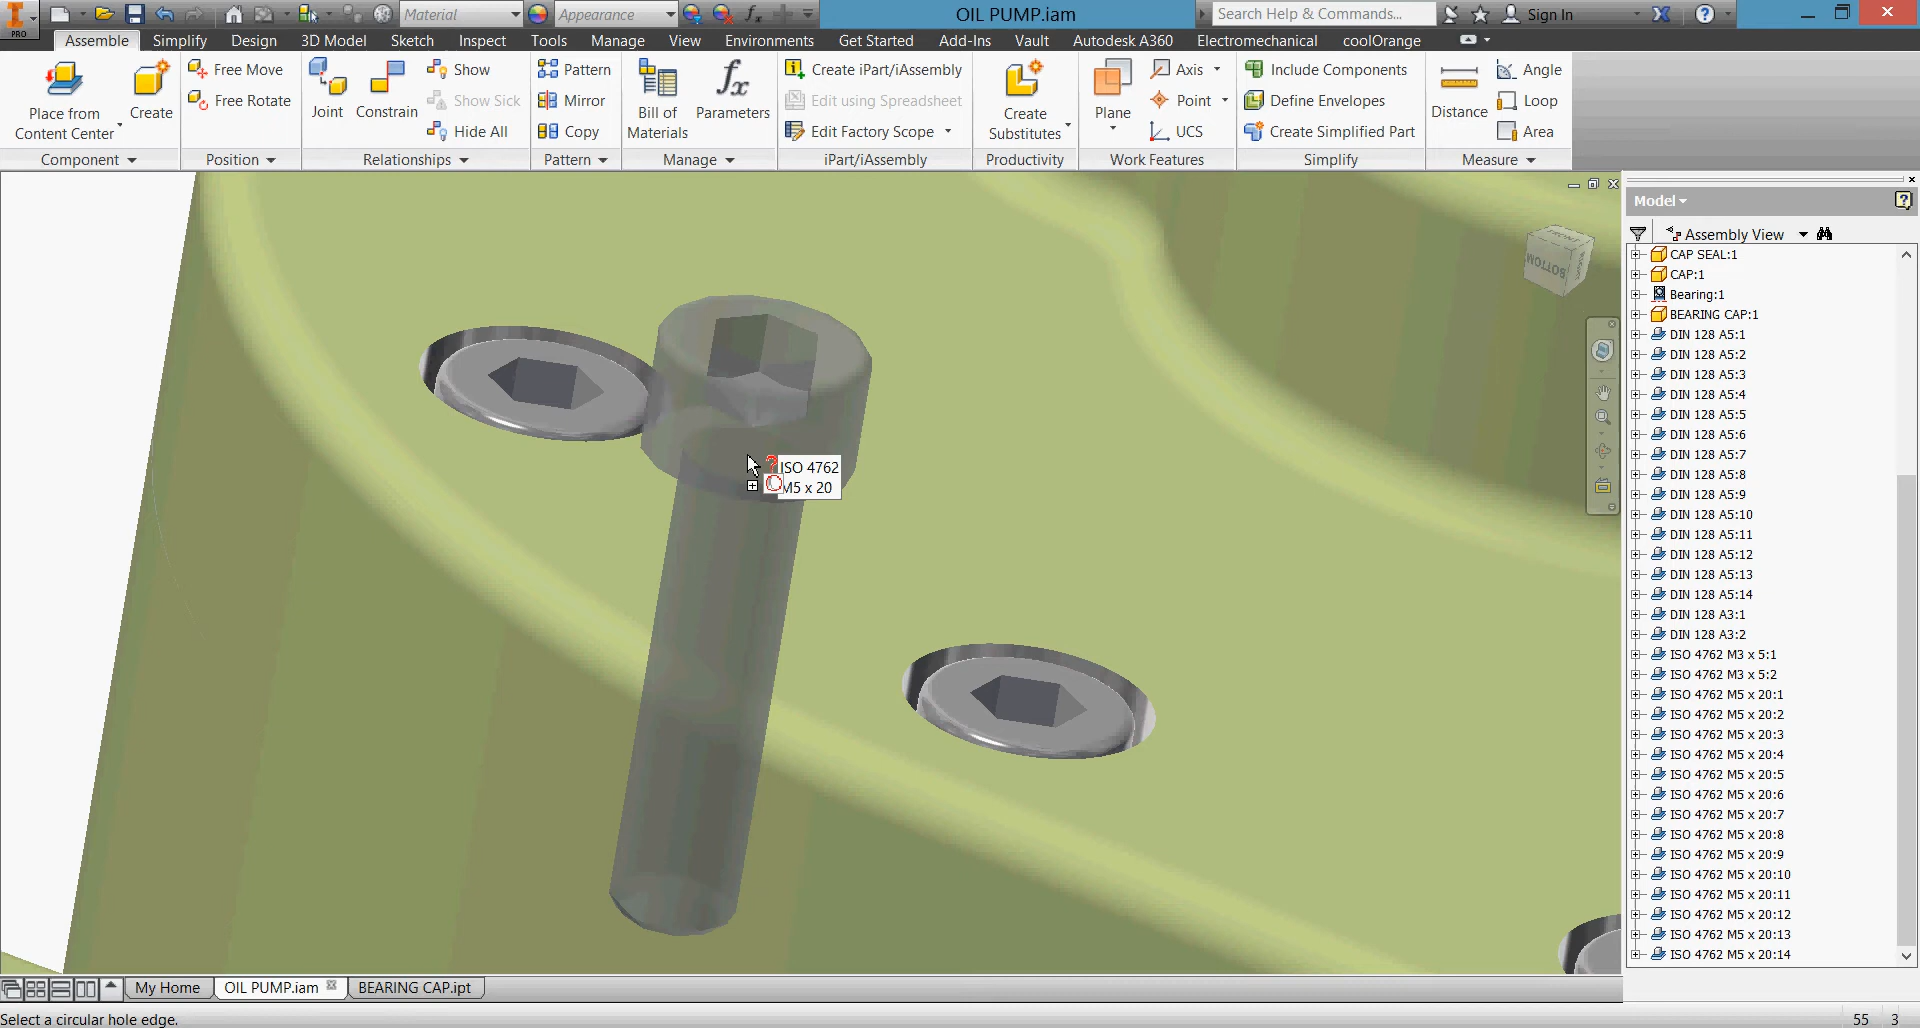 PRO
Material
Appearance
OIL PUMP.iam
Search Help & Commands...
Sign In
Assemble
Simplify
Design
3D Model
Sketch
Inspect
Tools
Manage
View
Environments
Get Started
Add-Ins
Vault
Autodesk A360
Electromechanical
coolOrange
Place from
Content Center
Create
Free Move
Free Rotate
Joint
Constrain
Show
Show Sick
Hide All
Pattern
Mirror
Copy
Bill of
Materials
fx
Parameters
Create iPart/iAssembly
Edit using Spreadsheet
Edit Factory Scope
Create
Substitutes
Plane
Axis
Point
UCS
Include Components
Define Envelopes
Create Simplified Part
Distance
Angle
Loop
Area
Component
Position
Relationships
Pattern
Manage
iPart/iAssembly
Productivity
Work Features
Simplify
Measure
FRONT
BOTTOM
RIGHT
ISO 4762
M5 x 20
Model
Assembly View
CAP SEAL:1
CAP:1
Bearing:1
BEARING CAP:1
DIN 128 A5:1
DIN 128 A5:2
DIN 128 A5:3
DIN 128 A5:4
DIN 128 A5:5
DIN 128 A5:6
DIN 128 A5:7
DIN 128 A5:8
DIN 128 A5:9
DIN 128 A5:10
DIN 128 A5:11
DIN 128 A5:12
DIN 128 A5:13
DIN 128 A5:14
DIN 128 A3:1
DIN 128 A3:2
ISO 4762 M3 x 5:1
ISO 4762 M3 x 5:2
ISO 4762 M5 x 20:1
ISO 4762 M5 x 20:2
ISO 4762 M5 x 20:3
ISO 4762 M5 x 20:4
ISO 4762 M5 x 20:5
ISO 4762 M5 x 20:6
ISO 4762 M5 x 20:7
ISO 4762 M5 x 20:8
ISO 4762 M5 x 20:9
ISO 4762 M5 x 20:10
ISO 4762 M5 x 20:11
ISO 4762 M5 x 20:12
ISO 4762 M5 x 20:13
ISO 4762 M5 x 20:14
My Home
OIL PUMP.iam
BEARING CAP.ipt
Select a circular hole edge.
55 3